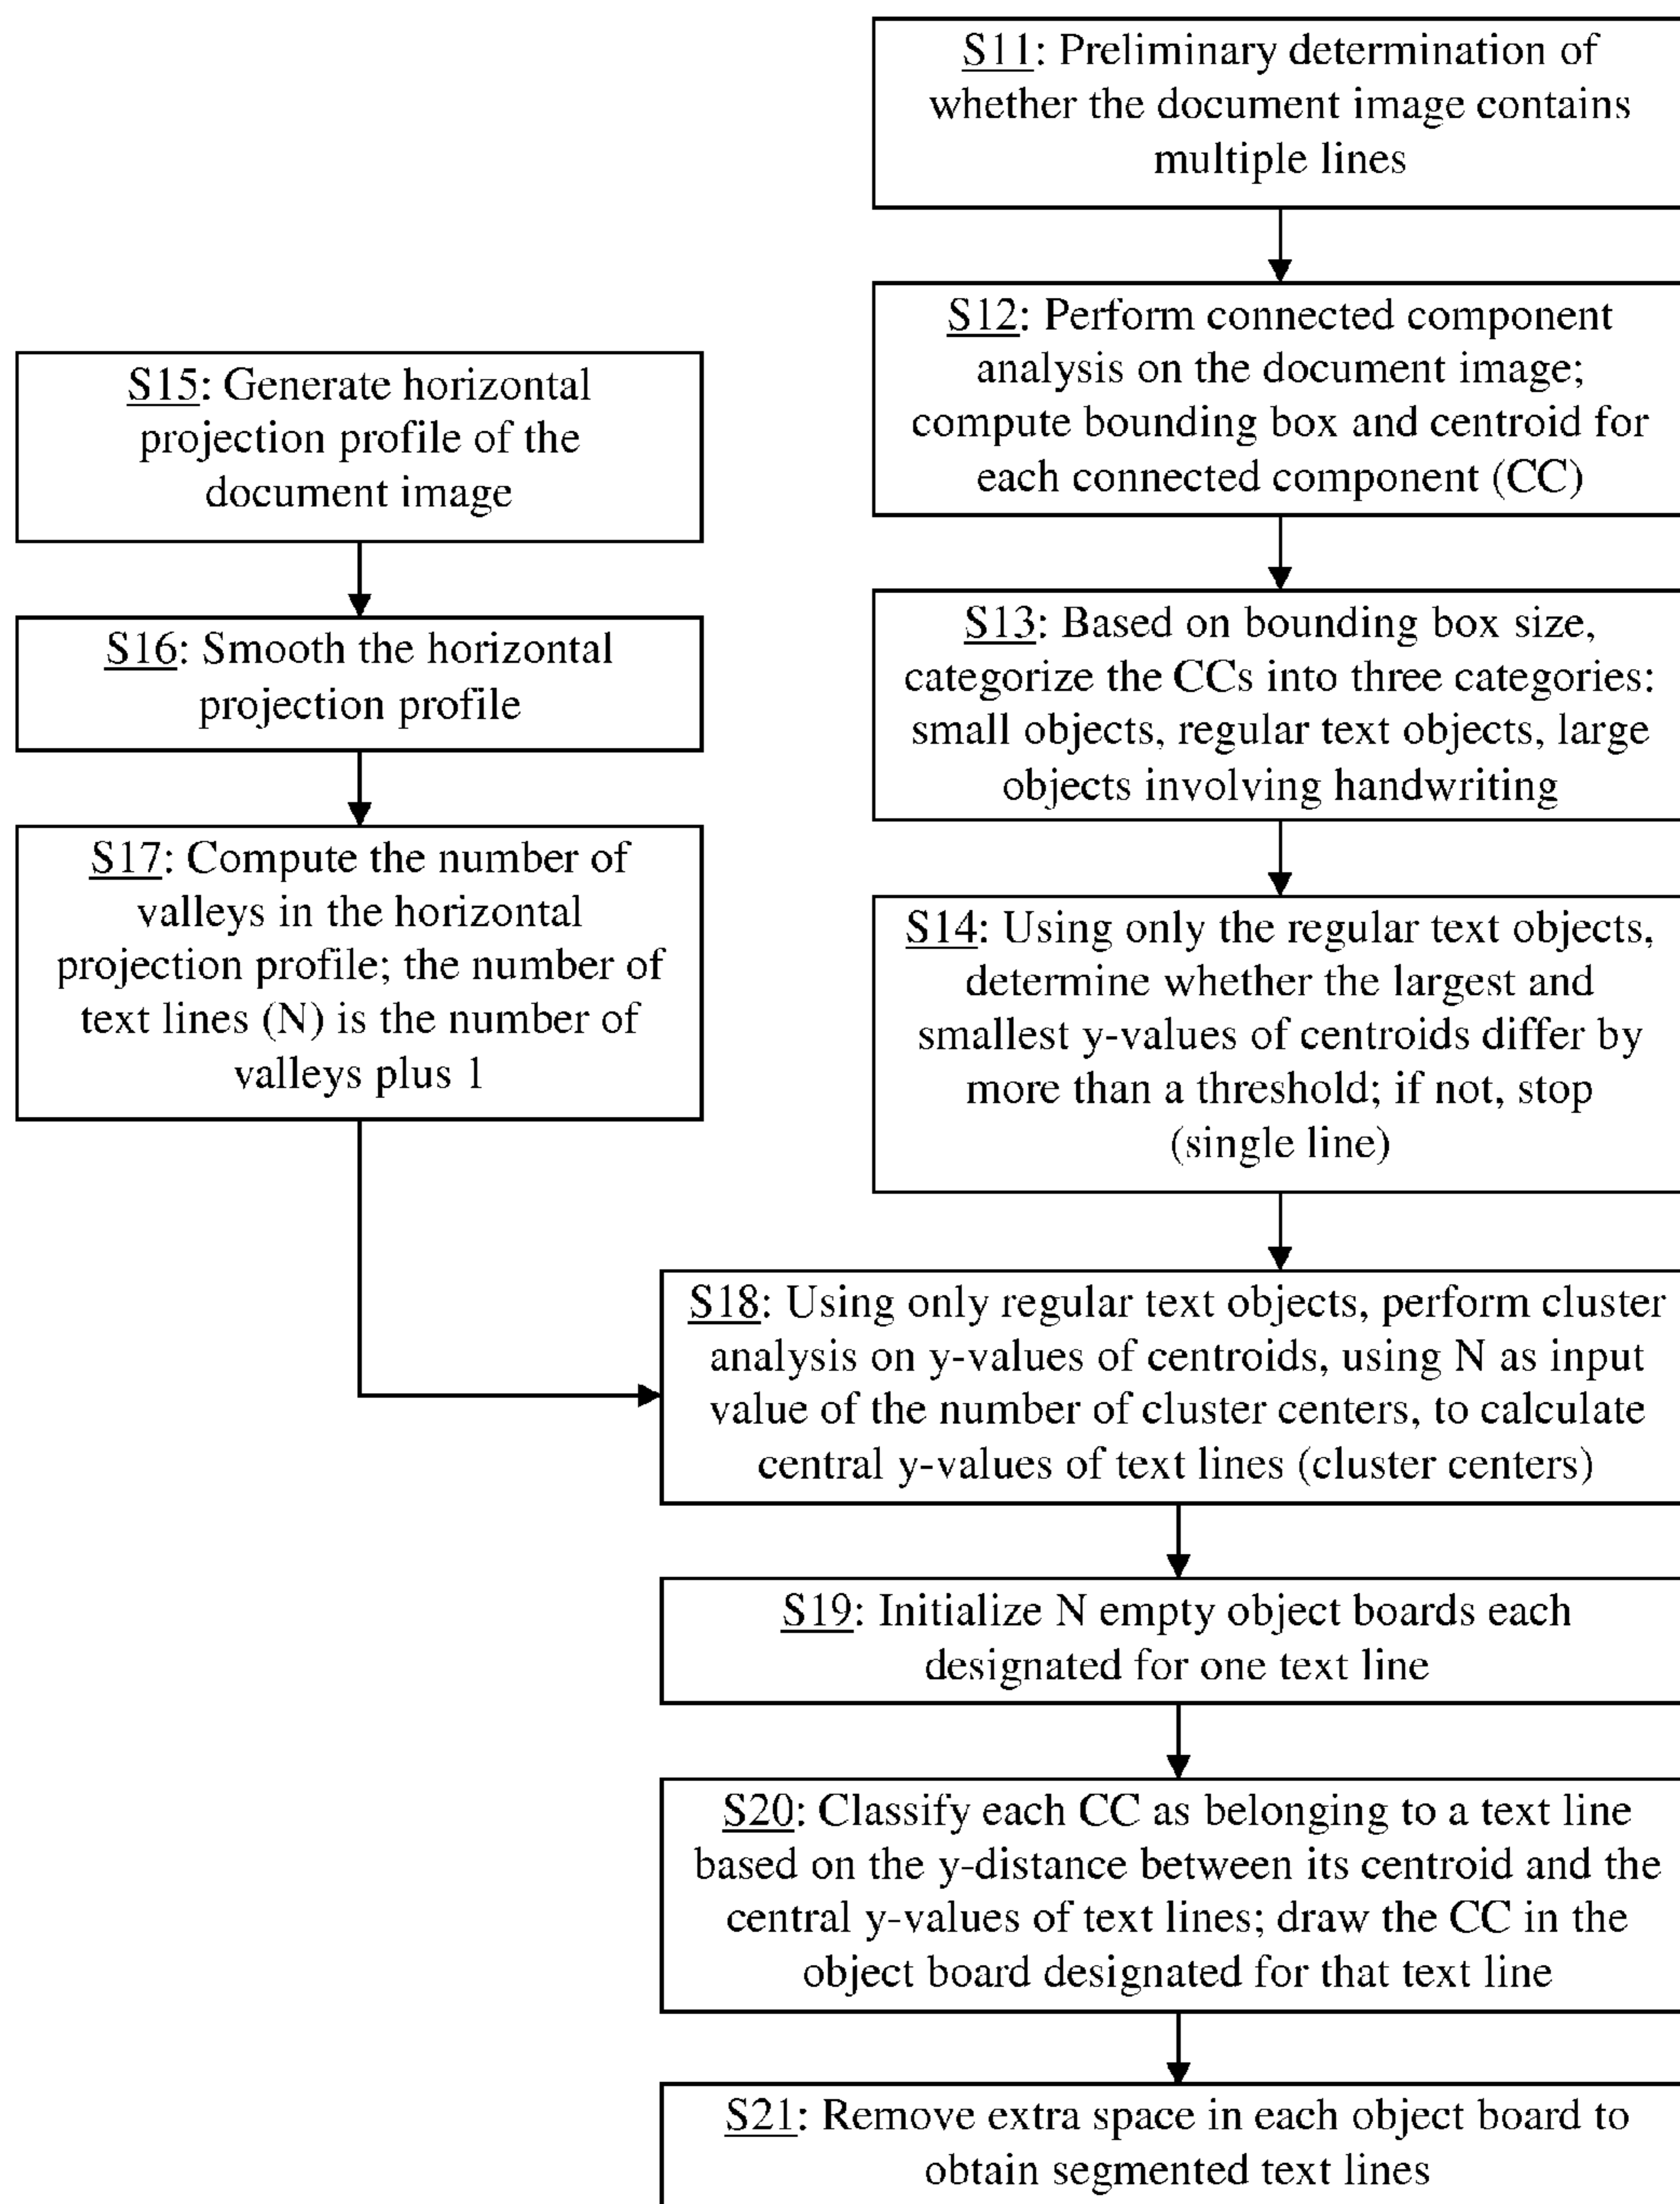 S11: Preliminary determination of
whether the document image contains
multiple lines
S12: Perform connected component
analysis on the document image;
compute bounding box and centroid for
each connected component (CC)
S13: Based on bounding box size,
categorize the CCs into three categories:
small objects, regular text objects, large
objects involving handwriting
S14: Using only the regular text objects,
determine whether the largest and
smallest y-values of centroids differ by
more than a threshold; if not, stop
(single line)
S15: Generate horizontal
projection profile of the
document image
S16: Smooth the horizontal
projection profile
S17: Compute the number of
valleys in the horizontal
projection profile; the number of
text lines (N) is the number of
valleys plus 1
S18: Using only regular text objects, perform cluster
analysis on y-values of centroids, using N as input
value of the number of cluster centers, to calculate
central y-values of text lines (cluster centers)
S19: Initialize N empty object boards each
designated for one text line
S20: Classify each CC as belonging to a text line
based on the y-distance between its centroid and the
central y-values of text lines; draw the CC in the
object board designated for that text line
S21: Remove extra space in each object board to
obtain segmented text lines